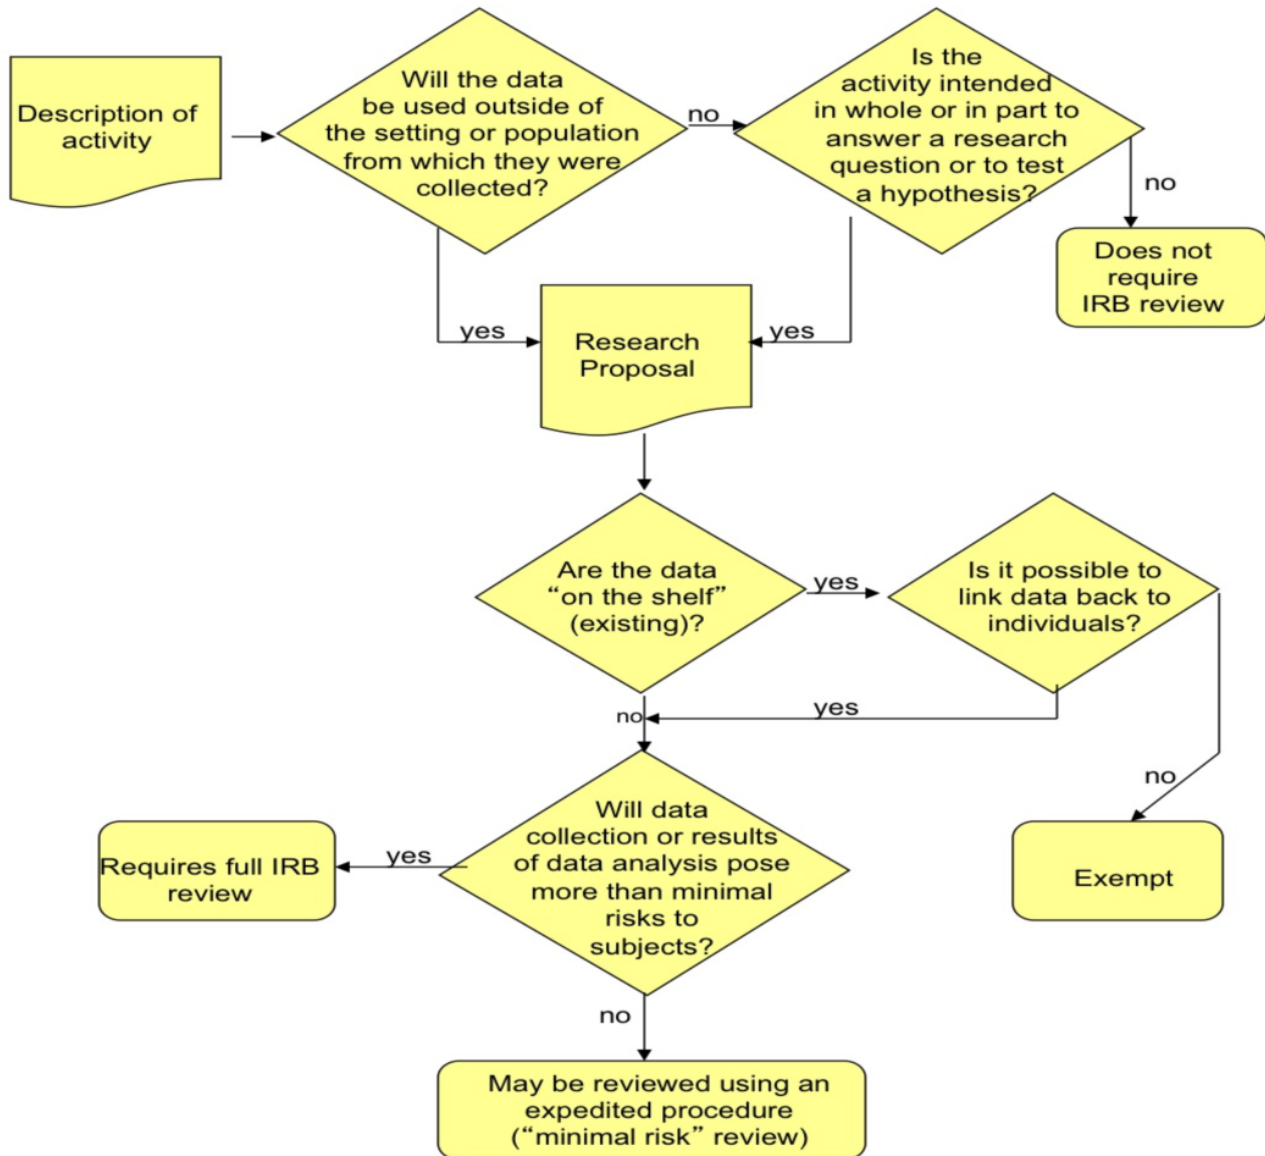 Description of
activity
Will the data
be used outside of
the setting or population
from which they were
collected?
no
Is the
activity intended
in whole or in part to
answer a research
question or to test
a hypothesis?
no
Does not
require
IRB review
yes
Research
Proposal
yes
Are the data
“on the shelf”
(existing)?
yes
Is it possible to
link data back to
individuals?
no
yes
no
Will data
collection or results
of data analysis pose
more than minimal
risks to
subjects?
yes
Requires full IRB
review
Exempt
no
May be reviewed using an
expedited procedure
(“minimal risk” review)